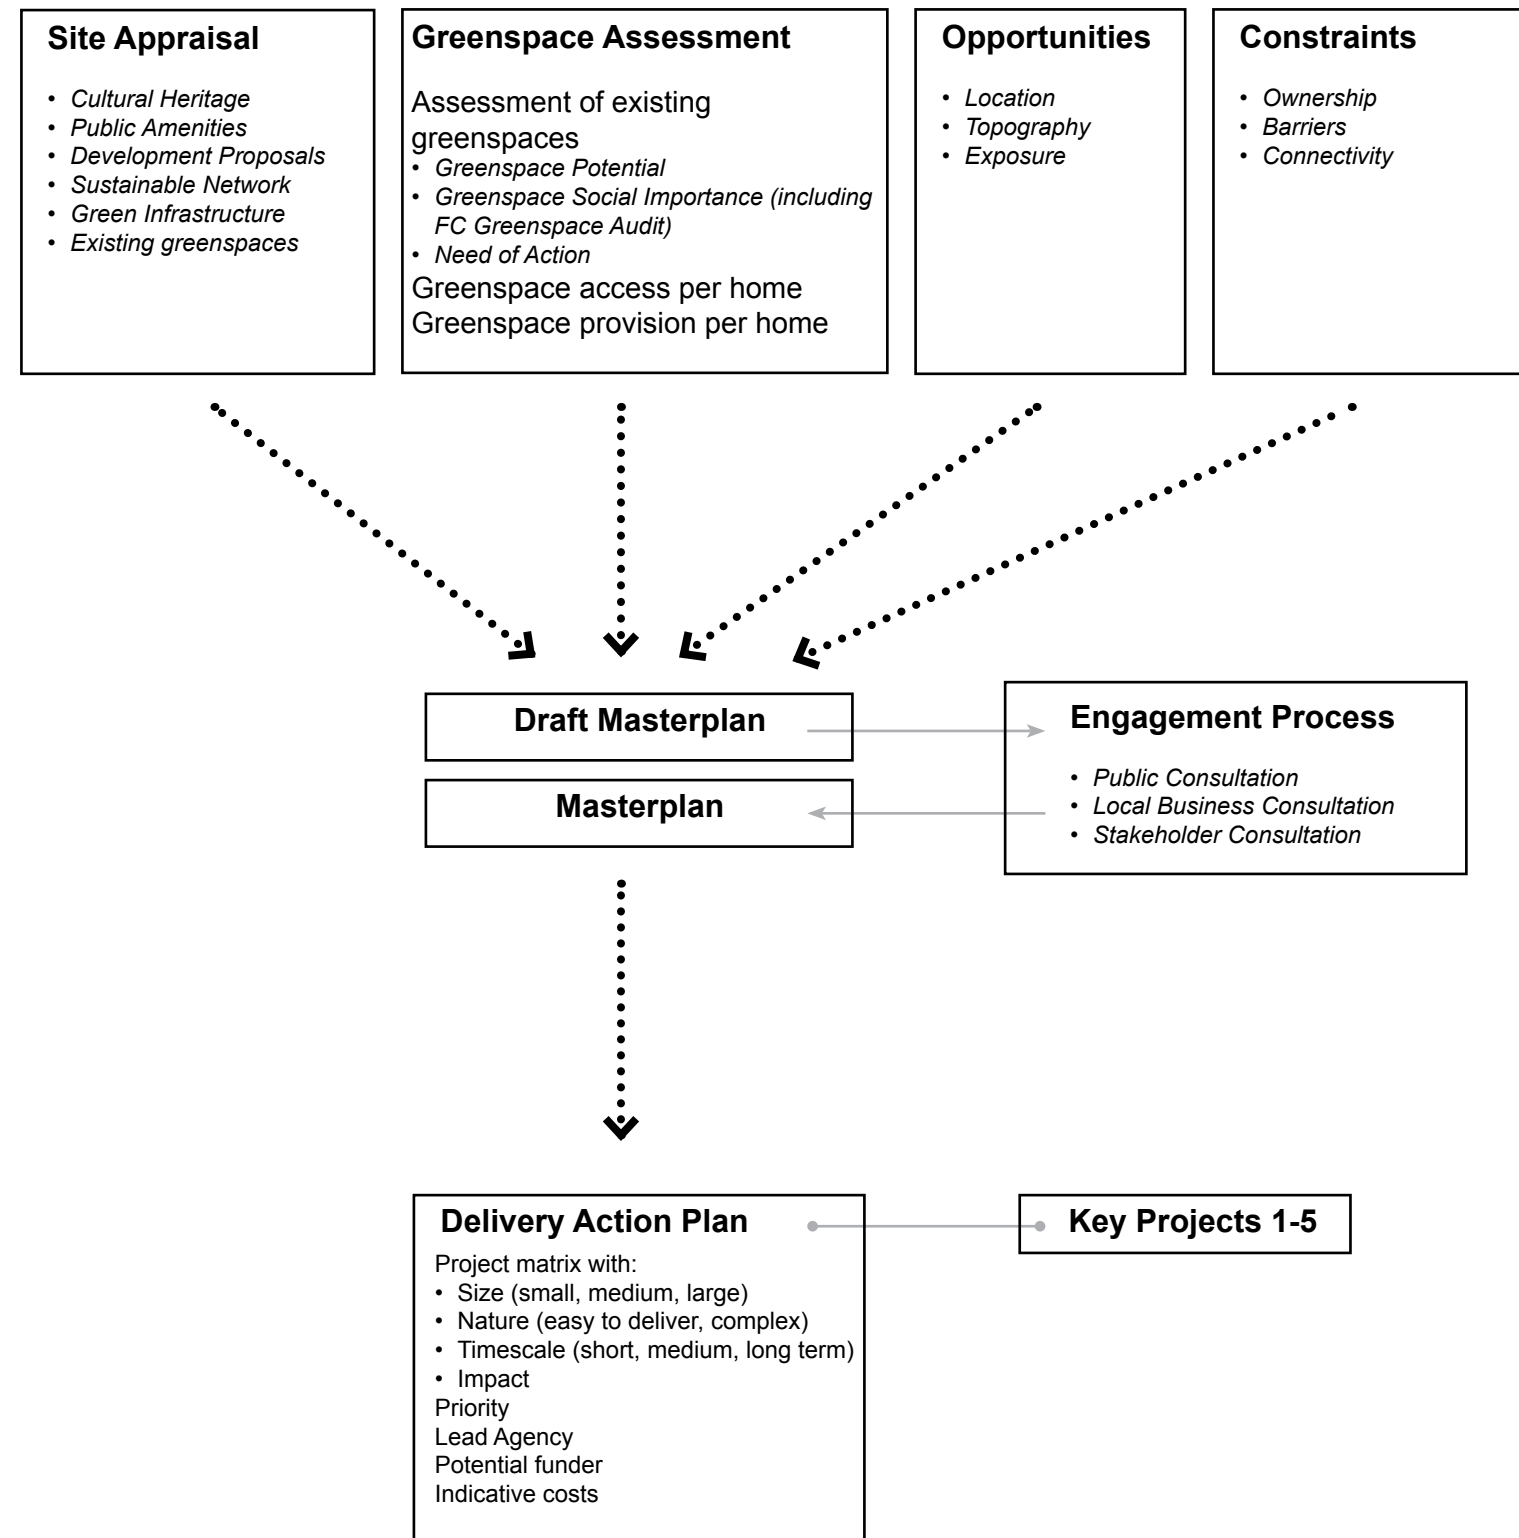 Site Appraisal
• Cultural Heritage
• Public Amenities
• Development Proposals
• Sustainable Network
• Green Infrastructure
• Existing greenspaces
Greenspace Assessment
Assessment of existing
greenspaces
• Greenspace Potential
• Greenspace Social Importance (including
FC Greenspace Audit)
• Need of Action
Greenspace access per home
Greenspace provision per home
Opportunities
• Location
• Topography
• Exposure
Constraints
• Ownership
• Barriers
• Connectivity
Draft Masterplan
Masterplan
Engagement Process
• Public Consultation
• Local Business Consultation
• Stakeholder Consultation
Delivery Action Plan
Project matrix with:
• Size (small, medium, large)
• Nature (easy to deliver, complex)
• Timescale (short, medium, long term)
• Impact
Priority
Lead Agency
Potential funder
Indicative costs
Key Projects 1-5